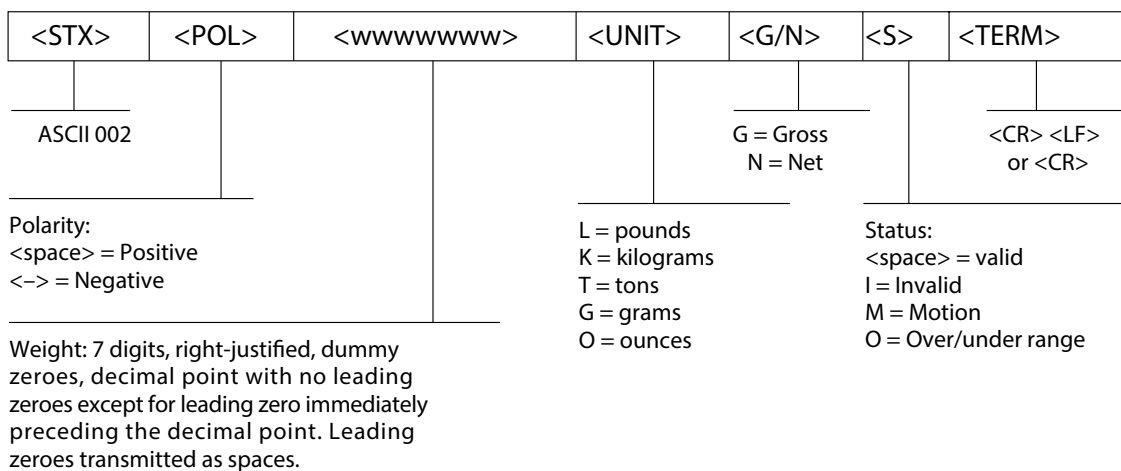 <STX> <POL> <wwwwwww> <UNIT> <G/N> <S> <TERM>
ASCII 002
G = Gross
N = Net
<CR> <LF>
or <CR>
Polarity:
<space> = Positive
<–> = Negative
L = pounds
K = kilograms
T = tons
G = grams
O = ounces
Status:
<space> = valid
I = Invalid
M = Motion
O = Over/under range
Weight: 7 digits, right-justified, dummy
zeroes, decimal point with no leading
zeroes except for leading zero immediately
preceding the decimal point. Leading
zeroes transmitted as spaces.